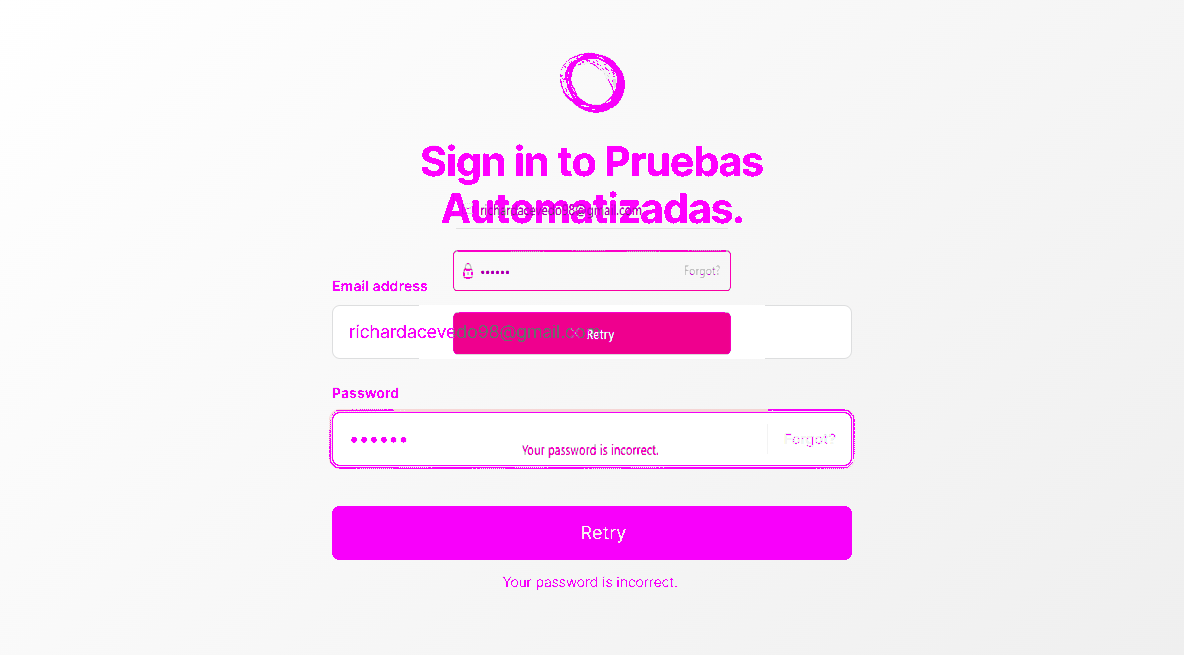 Sign in to Pruebas
Automatizadas.
richardacevedo98@gmail.com
•••••• Forgot?
Email address
richardacevedo98@gmail.com
Retry
Password
•••••• Forgot?
Your password is incorrect.
Retry
Your password is incorrect.